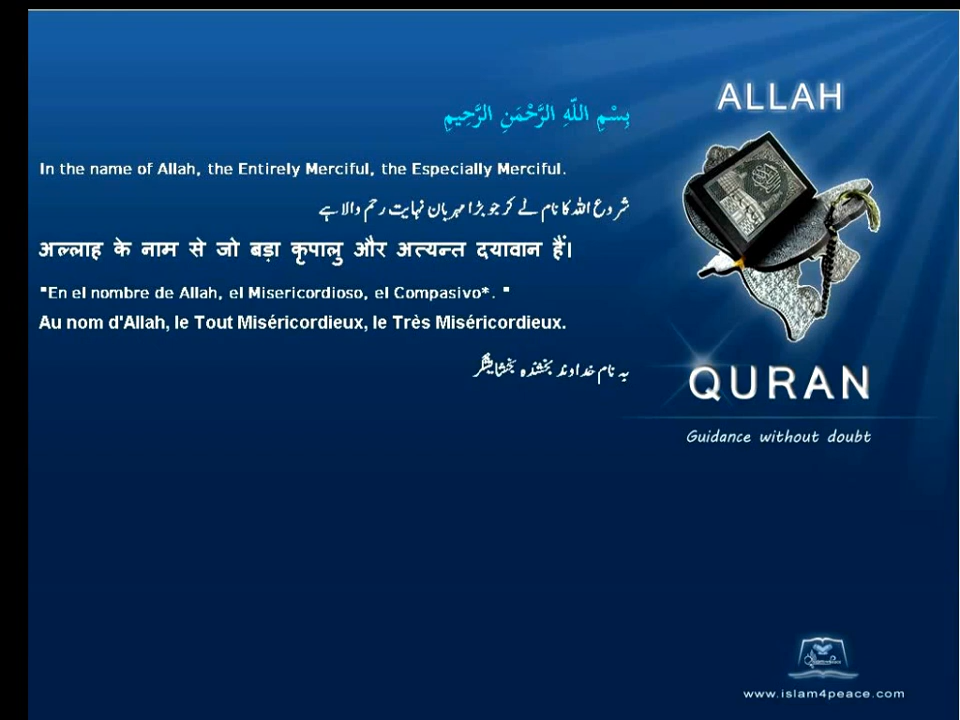 بِسْمِ اللَّهِ الرَّحْمَنِ الرَّحِيمِ
In the name of Allah, the Entirely Merciful, the Especially Merciful.
شروع الله کا نام لے کر جو بڑا مہربان نہایت رحم والا ہے
अल्लाह के नाम से जो बड़ा कृपालु और अत्यन्त दयावान हैं।
"En el nombre de Allah, el Misericordioso, el Compasivo*. "
Au nom d'Allah, le Tout Miséricordieux, le Très Miséricordieux.
به نام خداوند بخشنده بخشایشگر
ALLAH
QURAN
Guidance without doubt
www.islam4peace.com